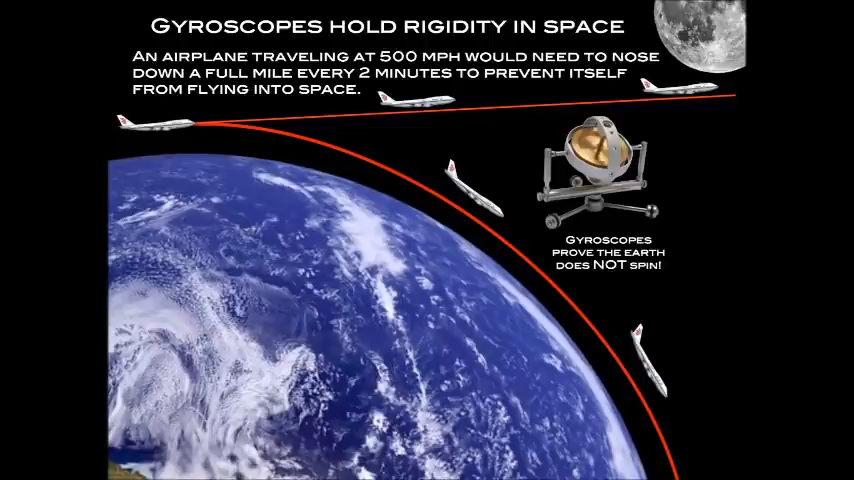 GYROSCOPES HOLD RIGIDITY IN SPACE
AN AIRPLANE TRAVELING AT 500 MPH WOULD NEED TO NOSE
DOWN A FULL MILE EVERY 2 MINUTES TO PREVENT ITSELF
FROM FLYING INTO SPACE.
GYROSCOPES
PROVE THE EARTH
DOES NOT SPIN!